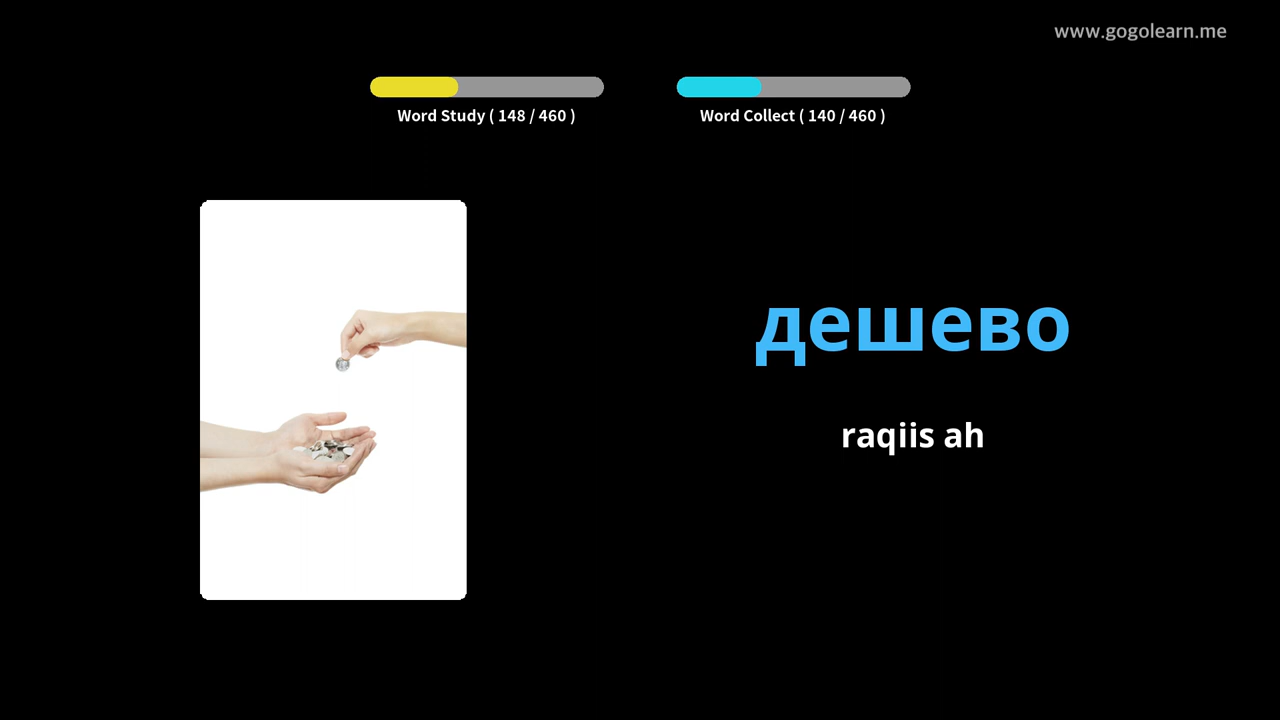 www.gogolearn.me
Word Study ( 148 / 460 )
Word Collect ( 140 / 460 )
дешево
raqiis ah